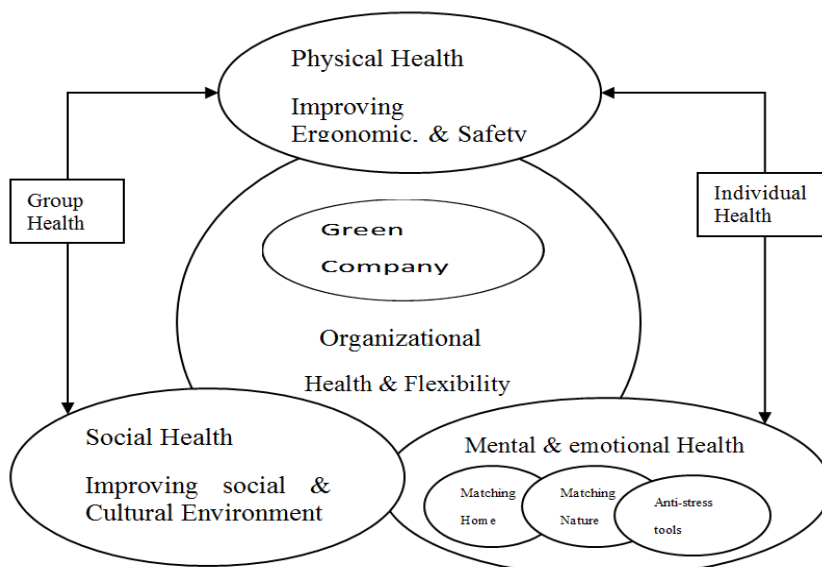 Physical Health
Improving
Ergonomic, & Safety
Group
Health
Individual
Health
Green
Company
Organizational
Health & Flexibility
Social Health
Improving social &
Cultural Environment
Mental & emotional Health
Matching
Home
Matching
Nature
Anti-stress
tools